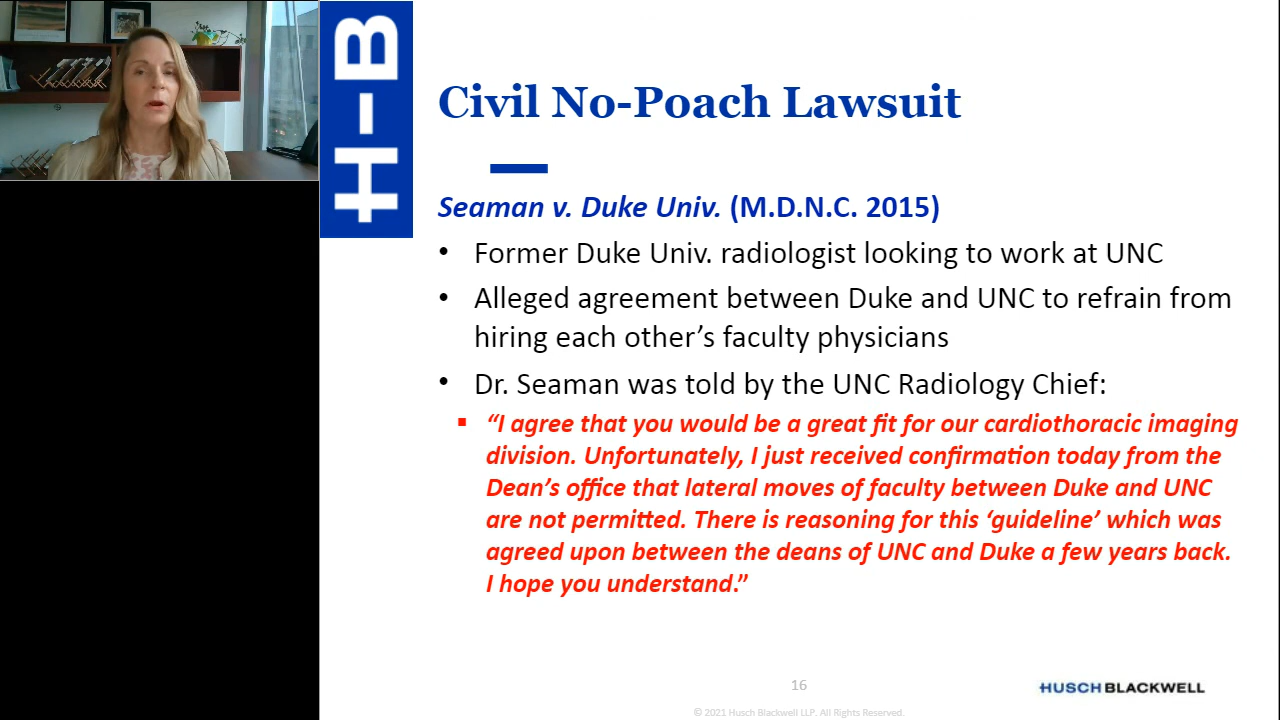 H-B
Civil No-Poach Lawsuit
Seaman v. Duke Univ. (M.D.N.C. 2015)
• Former Duke Univ. radiologist looking to work at UNC
• Alleged agreement between Duke and UNC to refrain from
hiring each other’s faculty physicians
• Dr. Seaman was told by the UNC Radiology Chief:
▪ “I agree that you would be a great fit for our cardiothoracic imaging
division. Unfortunately, I just received confirmation today from the
Dean’s office that lateral moves of faculty between Duke and UNC
are not permitted. There is reasoning for this ‘guideline’ which was
agreed upon between the deans of UNC and Duke a few years back.
I hope you understand.”
16
HUSCH BLACKWELL
© 2021 Husch Blackwell LLP. All Rights Reserved.